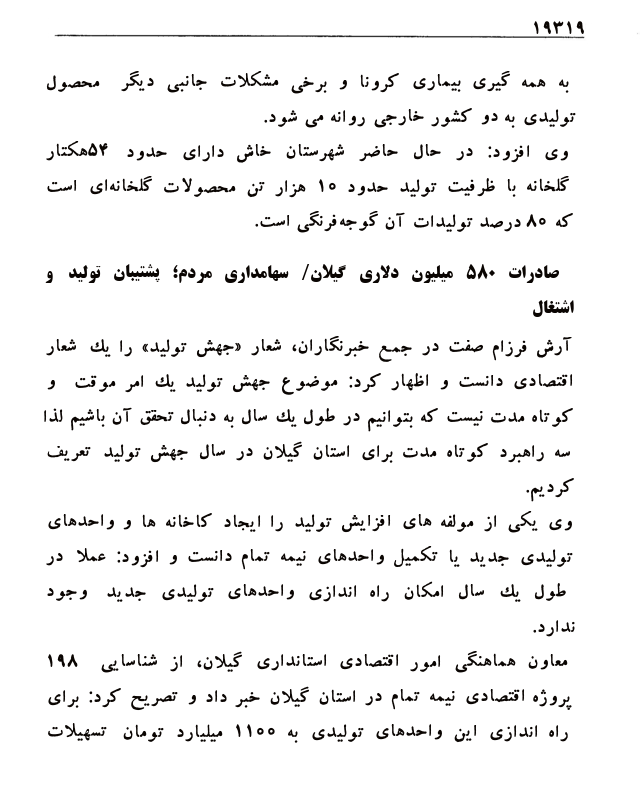 ۱۹۳۱۹
به همه گیری بیماری کرونا و برخی مشکلات جانبی دیگر محصول
تولیدی به دو کشور خارجی روانه می شود.
وی افزود: در حال حاضر شهرستان خاش دارای حدود ۵۴هکتار
گلخانه با ظرفیت تولید حدود ۱۰ هزار تن محصولات گلخانه‌ای است
که ۸۰ درصد تولیدات آن گوجه‌فرنگی است.
صادرات ۵۸۰ میلیون دلاری گیلان/ سهامداری مردم؛ پشتیبان تولید و
اشتغال
آرش فرزام صفت در جمع خبرنگاران، شعار «جهش تولید» را یك شعار
اقتصادی دانست و اظهار کرد: موضوع جهش تولید یك امر موقت و
کوتاه مدت نیست که بتوانیم در طول یك سال به دنبال تحقق آن باشیم لذا
سه راهبرد کوتاه مدت برای استان گیلان در سال جهش تولید تعریف
کردیم.
وی یکی از مولفه های افزایش تولید را ایجاد کاخانه ها و واحدهای
تولیدی جدید یا تکمیل واحدهای نیمه تمام دانست و افزود: عملا در
طول یك سال امکان راه اندازی واحدهای تولیدی جدید وجود
ندارد.
معاون هماهنگی امور اقتصادی استانداری گیلان، از شناسایی ۱۹۸
پروژه اقتصادی نیمه تمام در استان گیلان خبر داد و تصریح کرد: برای
راه اندازی این واحدهای تولیدی به ۱۱۰۰ میلیارد تومان تسهیلات